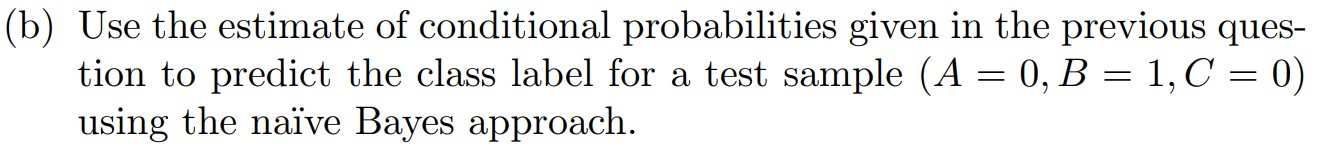 (b) Use the estimate of conditional probabilities given in the previous ques-
tion to predict the class label for a test sample (A = 0, B = 1, C = 0)
using the naïve Bayes approach.